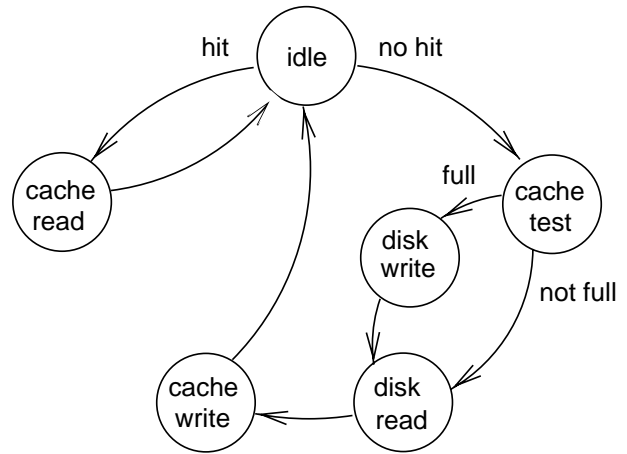 hit
idle
no hit
cache
read
full
cache
test
disk
write
not full
cache
write
disk
read